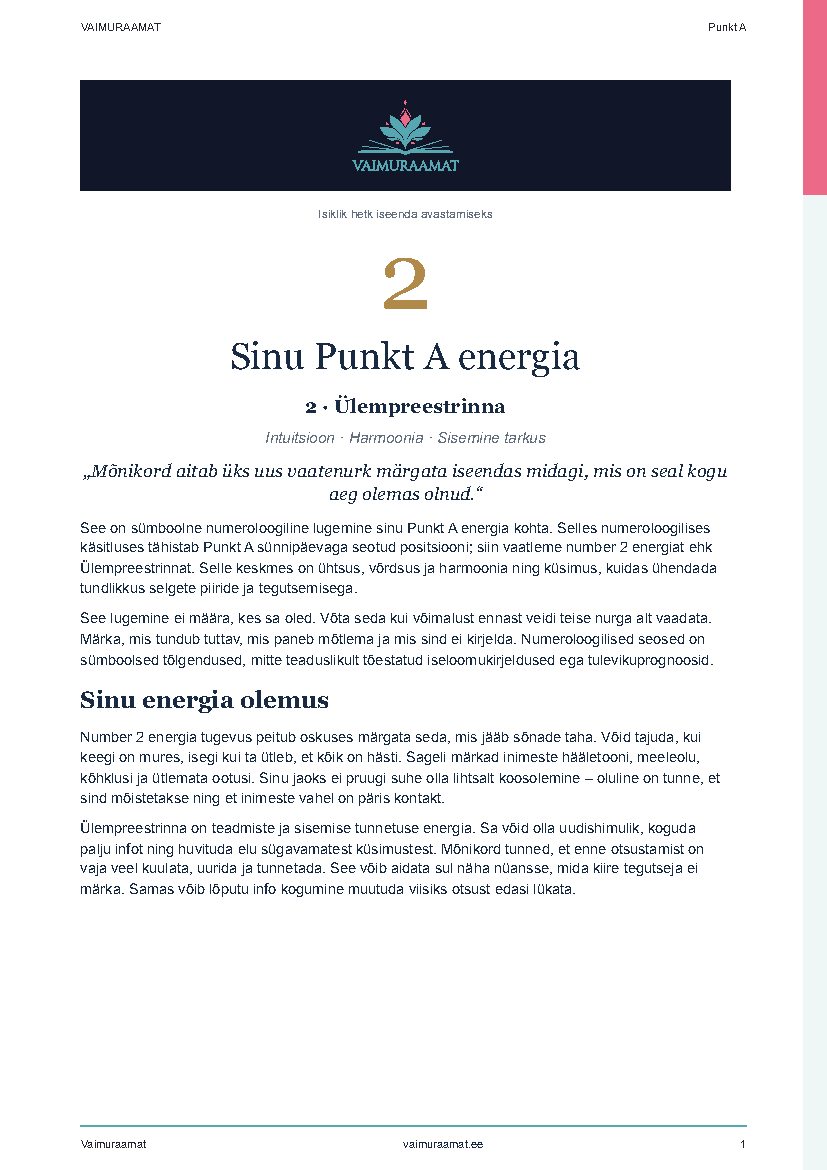 VAIMURAAMAT Punkt A
VAIMURAAMAT
Isiklik hetk iseenda avastamiseks
2
Sinu Punkt A energia
2 · Ülempreestrinna
Intuitsioon · Harmoonia · Sisemine tarkus
„Mõnikord aitab üks uus vaatenurk märgata iseendas midagi, mis on seal kogu
aeg olemas olnud.“
See on sümboolne numeroloogiline lugemine sinu Punkt A energia kohta. Selles numeroloogilises
käsitluses tähistab Punkt A sünnipäevaga seotud positsiooni; siin vaatleme number 2 energiat ehk
Ülempreestrinnat. Selle keskmes on ühtsus, võrdsus ja harmoonia ning küsimus, kuidas ühendada
tundlikkus selgete piiride ja tegutsemisega.
See lugemine ei määra, kes sa oled. Võta seda kui võimalust ennast veidi teise nurga alt vaadata.
Märka, mis tundub tuttav, mis paneb mõtlema ja mis sind ei kirjelda. Numeroloogilised seosed on
sümboolsed tõlgendused, mitte teaduslikult tõestatud iseloomukirjeldused ega tulevikuprognoosid.
Sinu energia olemus
Number 2 energia tugevus peitub oskuses märgata seda, mis jääb sõnade taha. Võid tajuda, kui
keegi on mures, isegi kui ta ütleb, et kõik on hästi. Sageli märkad inimeste hääletooni, meeleolu,
kõhklusi ja ütlemata ootusi. Sinu jaoks ei pruugi suhe olla lihtsalt koosolemine – oluline on tunne, et
sind mõistetakse ning et inimeste vahel on päris kontakt.
Ülempreestrinna on teadmiste ja sisemise tunnetuse energia. Sa võid olla uudishimulik, koguda
palju infot ning huvituda elu sügavamatest küsimustest. Mõnikord tunned, et enne otsustamist on
vaja veel kuulata, uurida ja tunnetada. See võib aidata sul näha nüansse, mida kiire tegutseja ei
märka. Samas võib lõputu info kogumine muutuda viisiks otsust edasi lükata.
Vaimuraamat vaimuraamat.ee 1